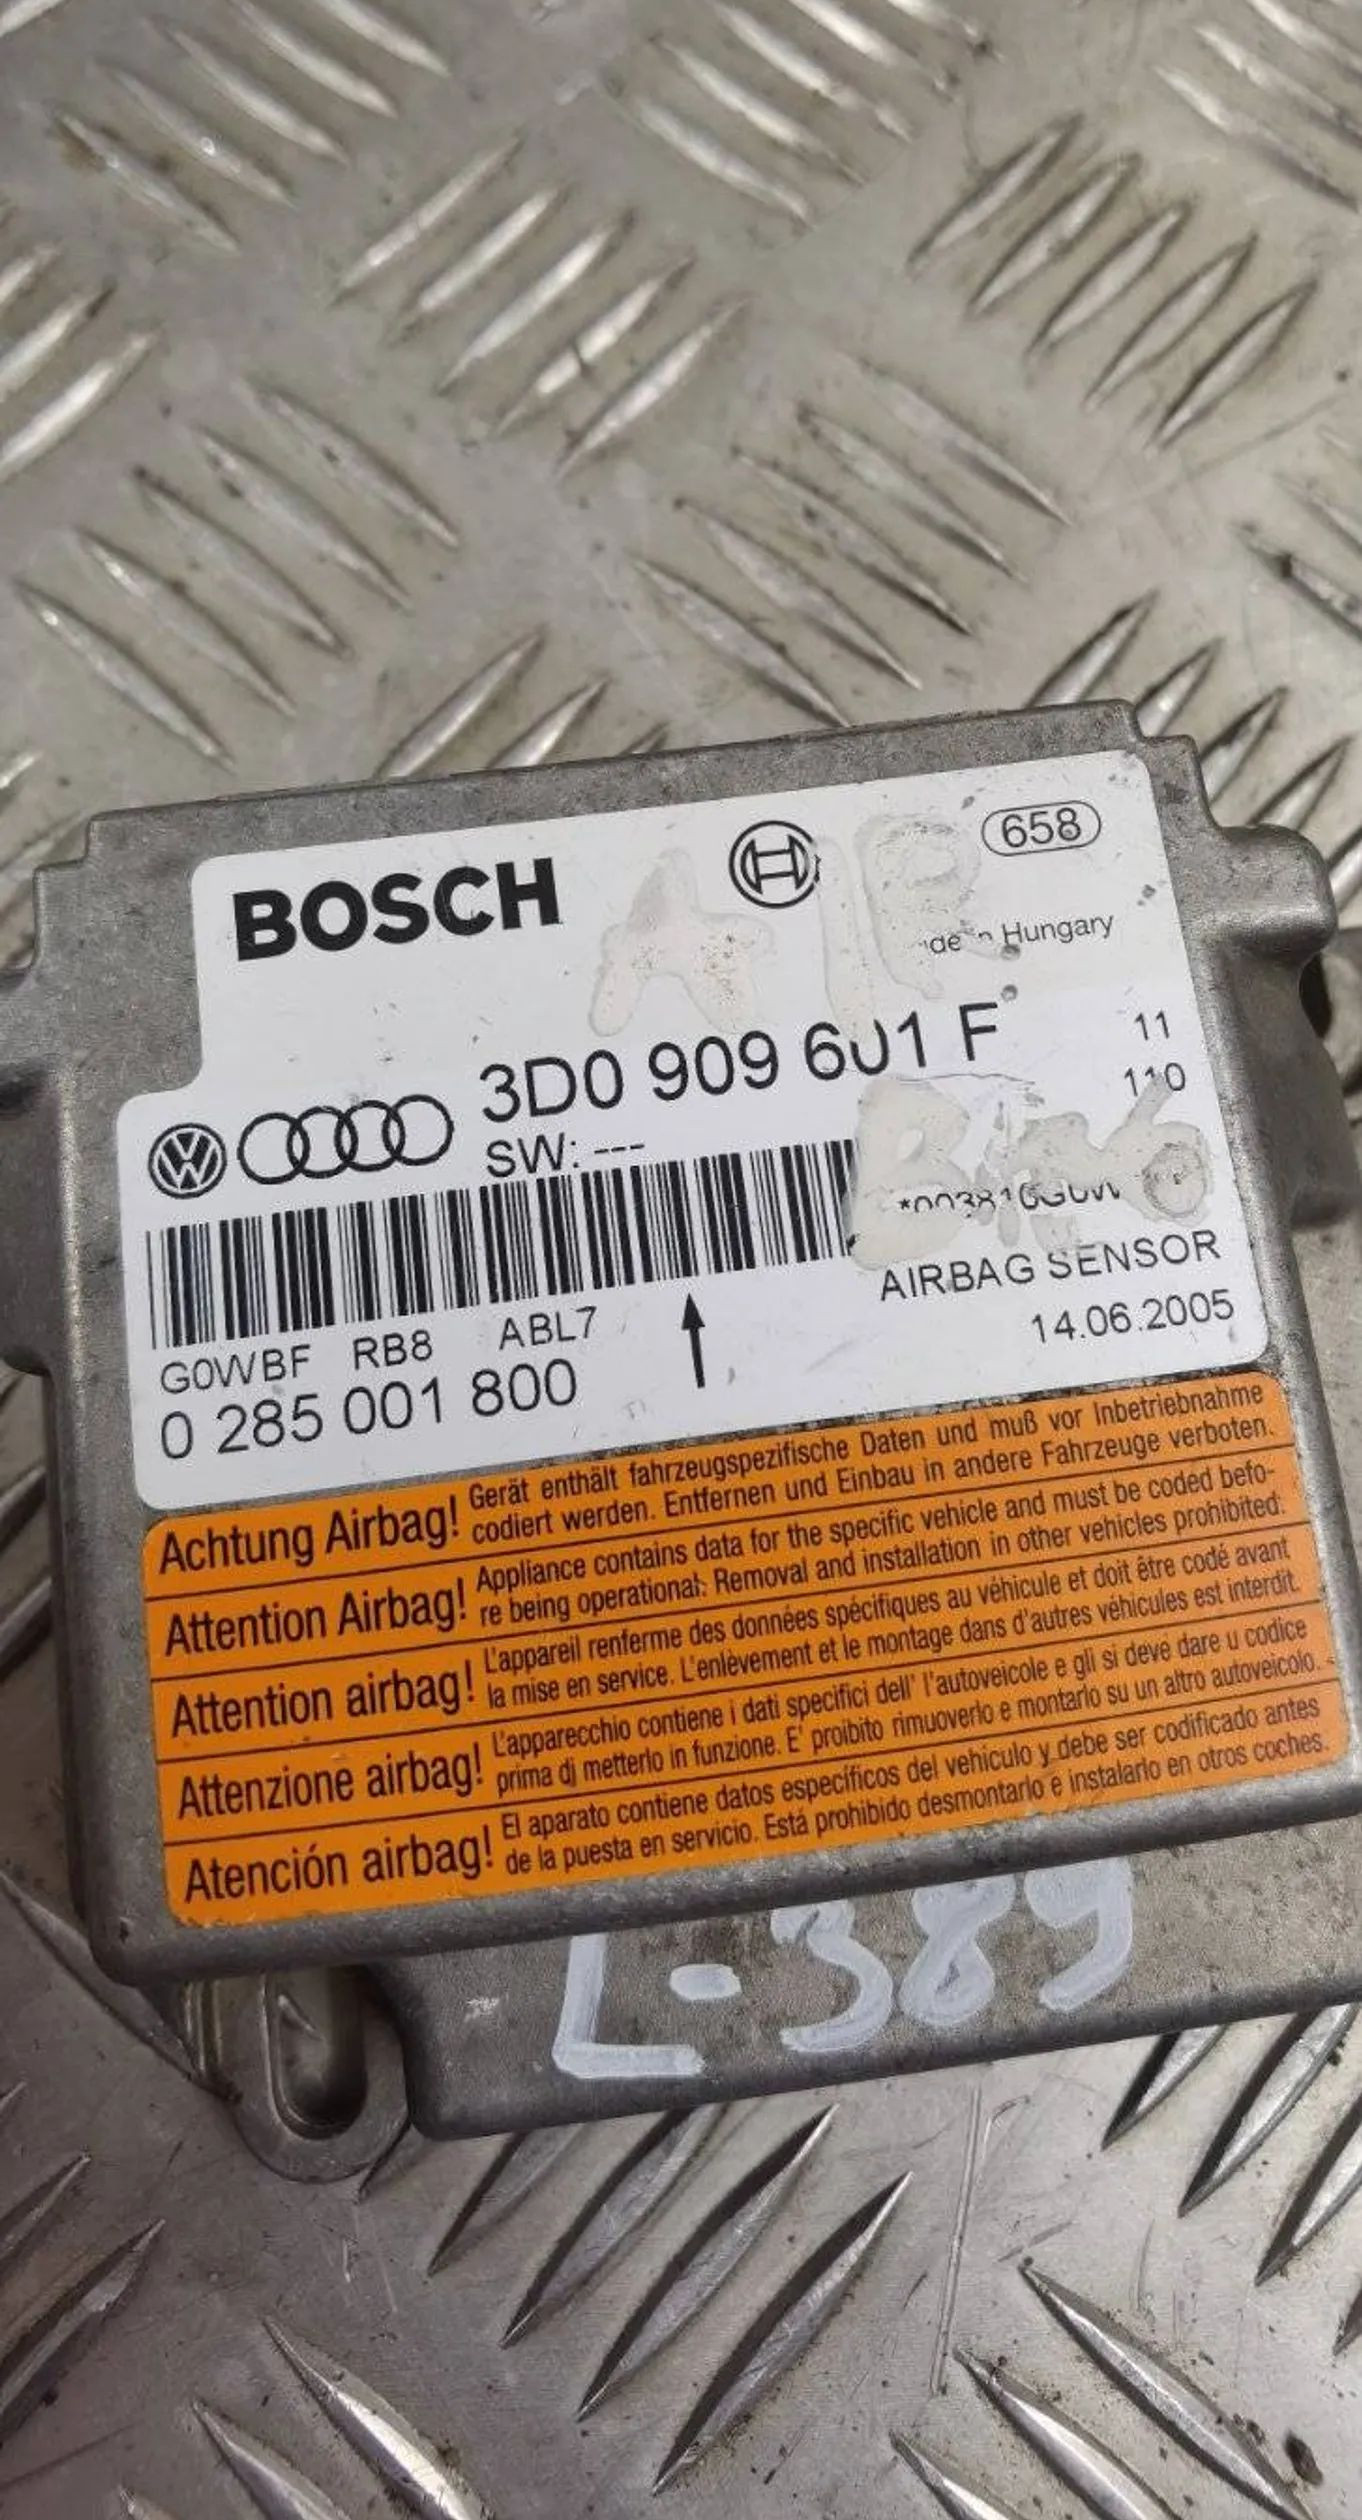 BOSCH
658
Hungary
3D0 909 601 F
11
110
SW: ---
AIRBAG SENSOR
14.06.2005
G0WBF RB8 ABL7
0 285 001 800
Achtung Airbag! Gerät enthält fahrzeugspezifische Daten und muß vor Inbetriebnahme
codiert werden. Entfernen und Einbau in andere Fahrzeuge verboten.
Attention Airbag! Appliance contains data for the specific vehicle and must be coded befo-
re being operational. Removal and installation in other vehicles prohibited.
Attention airbag! L'appareil renferme des données spécifiques au véhicule et doit être codé avant
la mise en service. L'enlèvement et le montage dans d'autres véhicules est interdit.
Attenzione airbag! L'apparecchio contiene i dati specifici dell' l'autoveicole e gli si deve dare u codice
prima di metterlo in funzione. E' proibito rimuoverlo e montarlo su un altro autoveicolo.
Atención airbag! El aparato contiene datos específicos del vehículo y debe ser codificado antes
de la puesta en servicio. Está prohibido desmontarlo e instalarlo en otros coches.
L-389